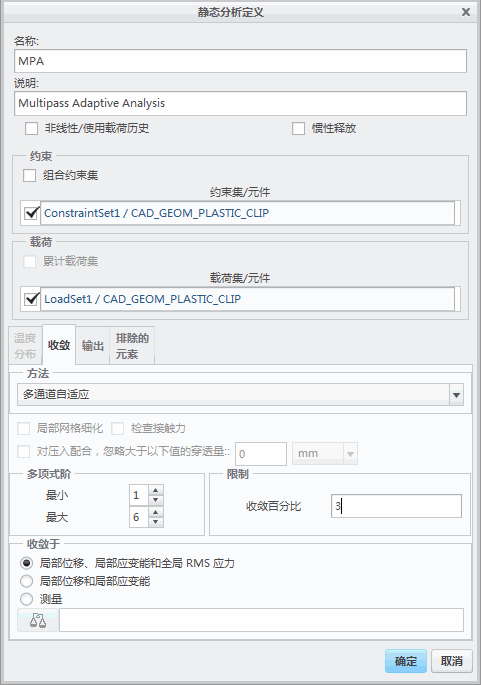 静态分析定义
名称:
MPA
说明:
Multipass Adaptive Analysis
非线性/使用载荷历史 惯性释放
约束
组合约束集
约束集/元件
ConstraintSet1 / CAD_GEOM_PLASTIC_CLIP
载荷
累计载荷集
载荷集/元件
LoadSet1 / CAD_GEOM_PLASTIC_CLIP
温度分布 收敛 输出 排除的元素
方法
多通道自适应
局部网格细化 检查接触力
对压入配合，忽略大于以下值的穿透量:: 0 mm
多项式阶 限制
最小 1
收敛百分比 3
最大 6
收敛于
局部位移、局部应变能和全局 RMS 应力
局部位移和局部应变能
测量
确定 取消